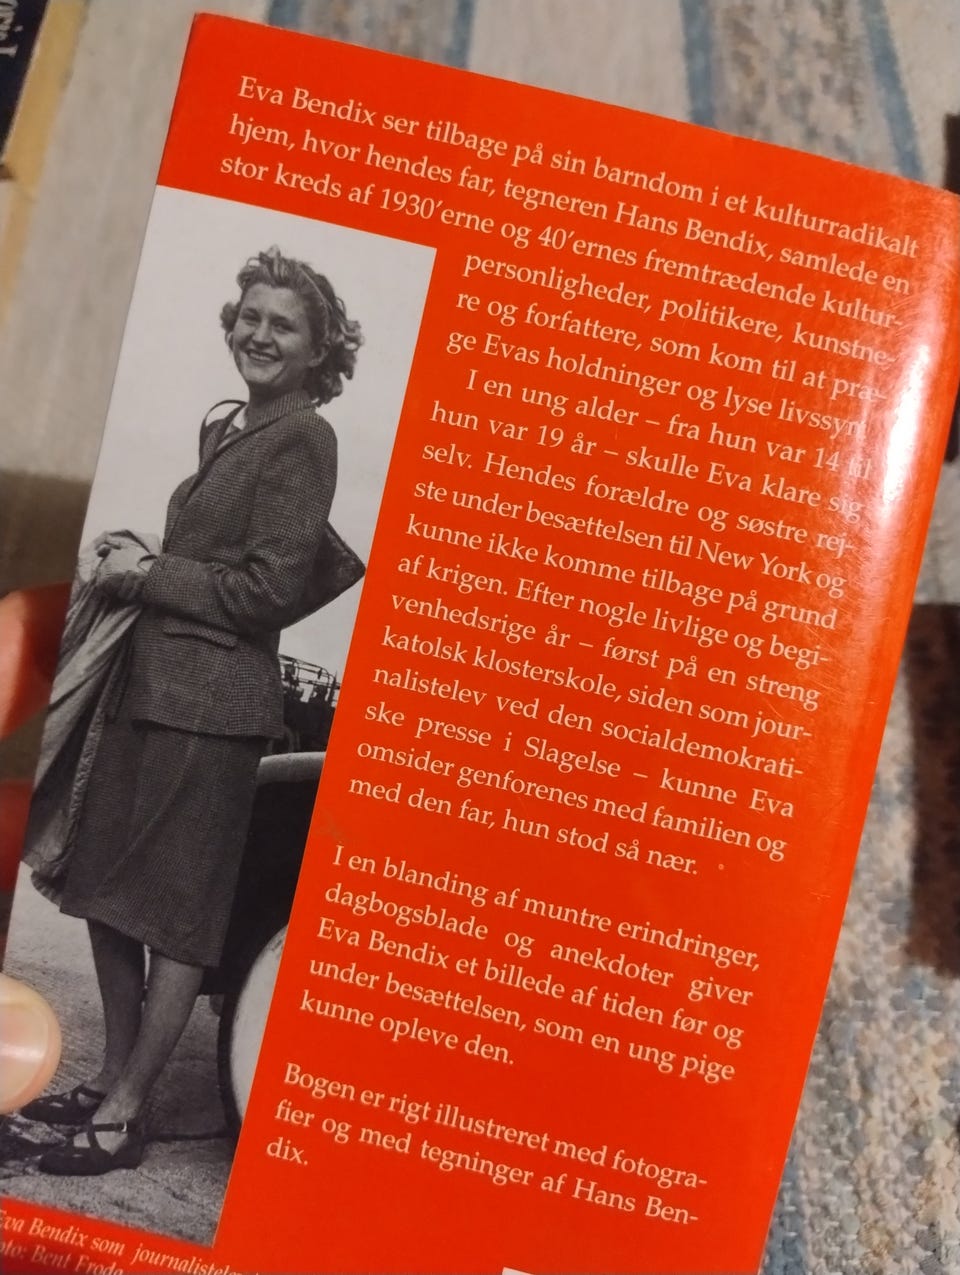 Eva Bendix ser tilbage på sin barndom i et kulturradikalt
hjem, hvor hendes far, tegneren Hans Bendix, samlede en
stor kreds af 1930'erne og 40'ernes fremtrædende kultur-
personligheder, politikere, kunstne-
re og forfattere, som kom til at præ-
ge Evas holdninger og lyse livssyn.
I en ung alder – fra hun var 14 til
hun var 19 år – skulle Eva klare sig
selv. Hendes forældre og søstre rej-
ste under besættelsen til New York og
kunne ikke komme tilbage på grund
af krigen. Efter nogle livlige og begi-
venhedsrige år – først på en streng
katolsk klosterskole, siden som jour-
nalistelev ved den socialdemokrati-
ske presse i Slagelse – kunne Eva
omsider genforenes med familien og
med den far, hun stod så nær.
I en blanding af muntre erindringer,
dagbogsblade og anekdoter giver
Eva Bendix et billede af tiden før og
under besættelsen, som en ung pige
kunne opleve den.
Bogen er rigt illustreret med fotogra-
fier og med tegninger af Hans Ben-
dix.
Eva Bendix som
Bent